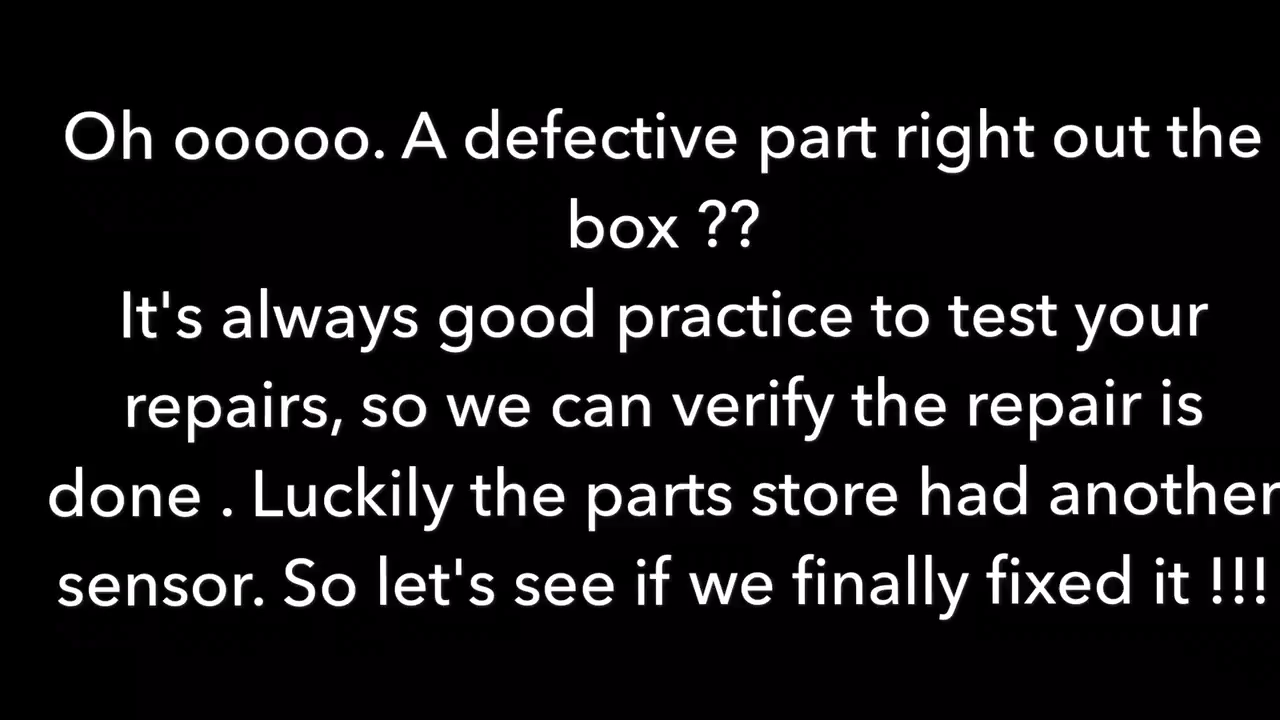 Oh ooooo. A defective part right out the
box ??
It's always good practice to test your
repairs, so we can verify the repair is
done . Luckily the parts store had another
sensor. So let's see if we finally fixed it !!!